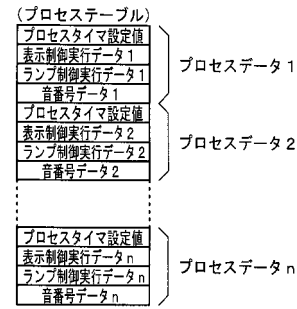 (プロセステーブル)
プロセスタイマ設定値
表示制御実行データ1
ランプ制御実行データ1
音番号データ1
プロセスデータ1
プロセスタイマ設定値
表示制御実行データ2
ランプ制御実行データ2
音番号データ2
プロセスデータ2
プロセスタイマ設定値
表示制御実行データn
ランプ制御実行データn
音番号データn
プロセスデータn